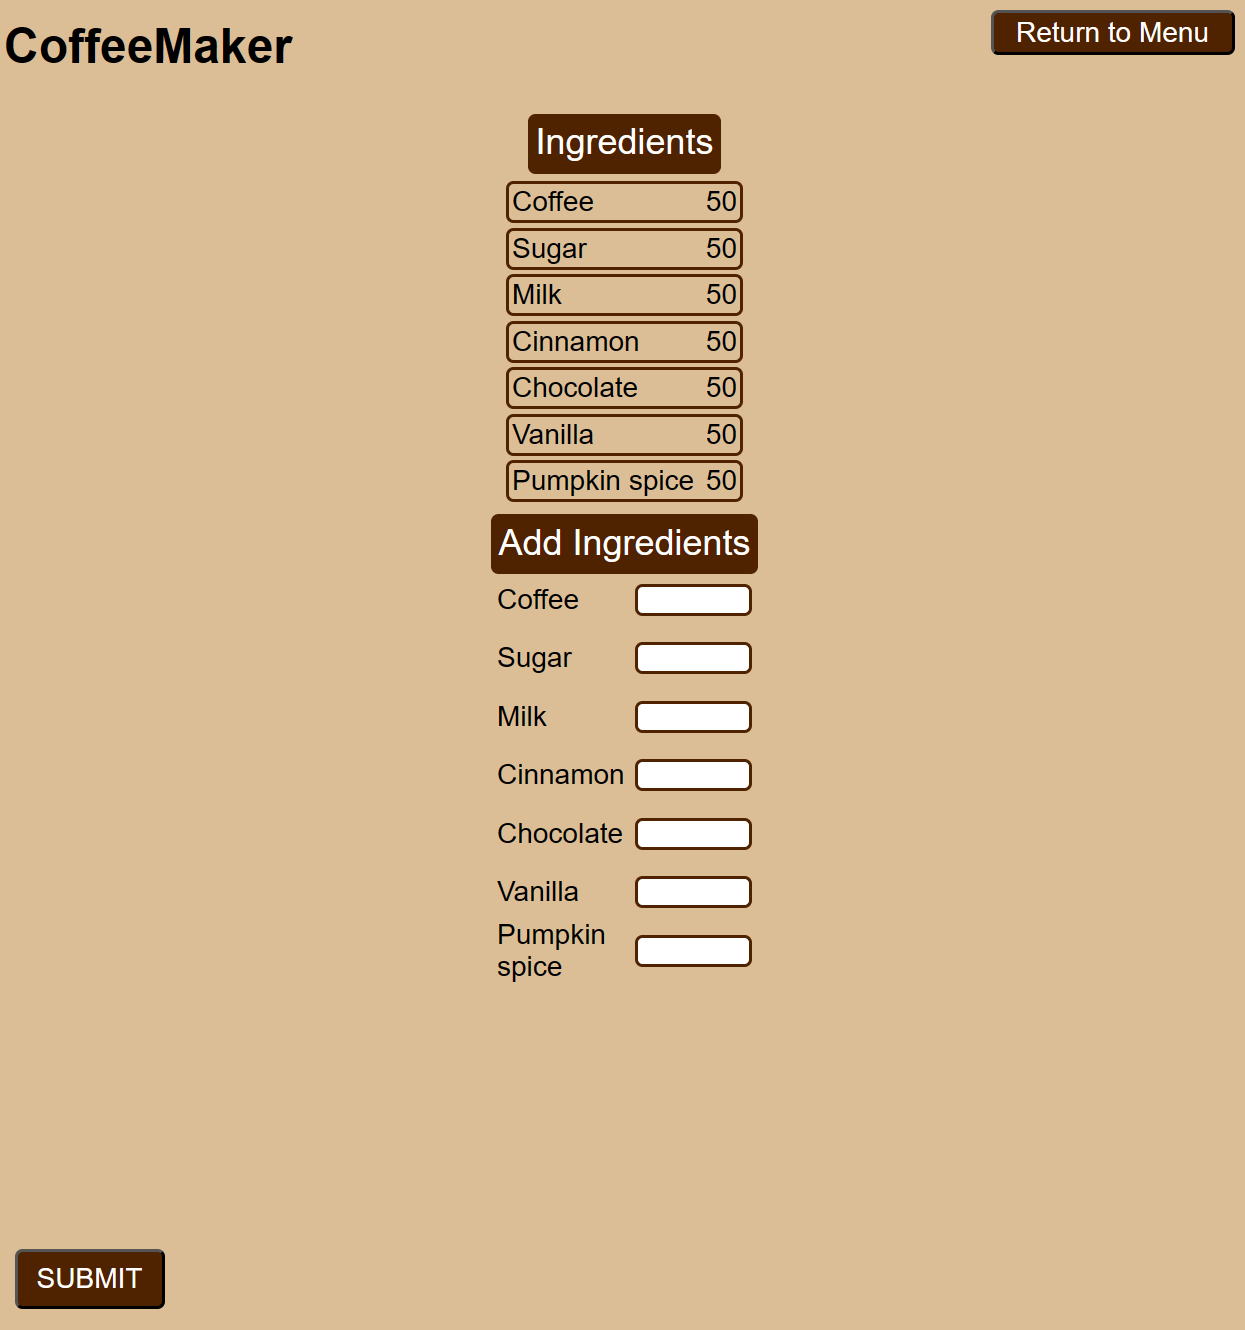 CoffeeMaker
Return to Menu
Ingredients
Coffee 50
Sugar 50
Milk 50
Cinnamon 50
Chocolate 50
Vanilla 50
Pumpkin spice 50
Add Ingredients
Coffee
Sugar
Milk
Cinnamon
Chocolate
Vanilla
Pumpkin
spice
SUBMIT